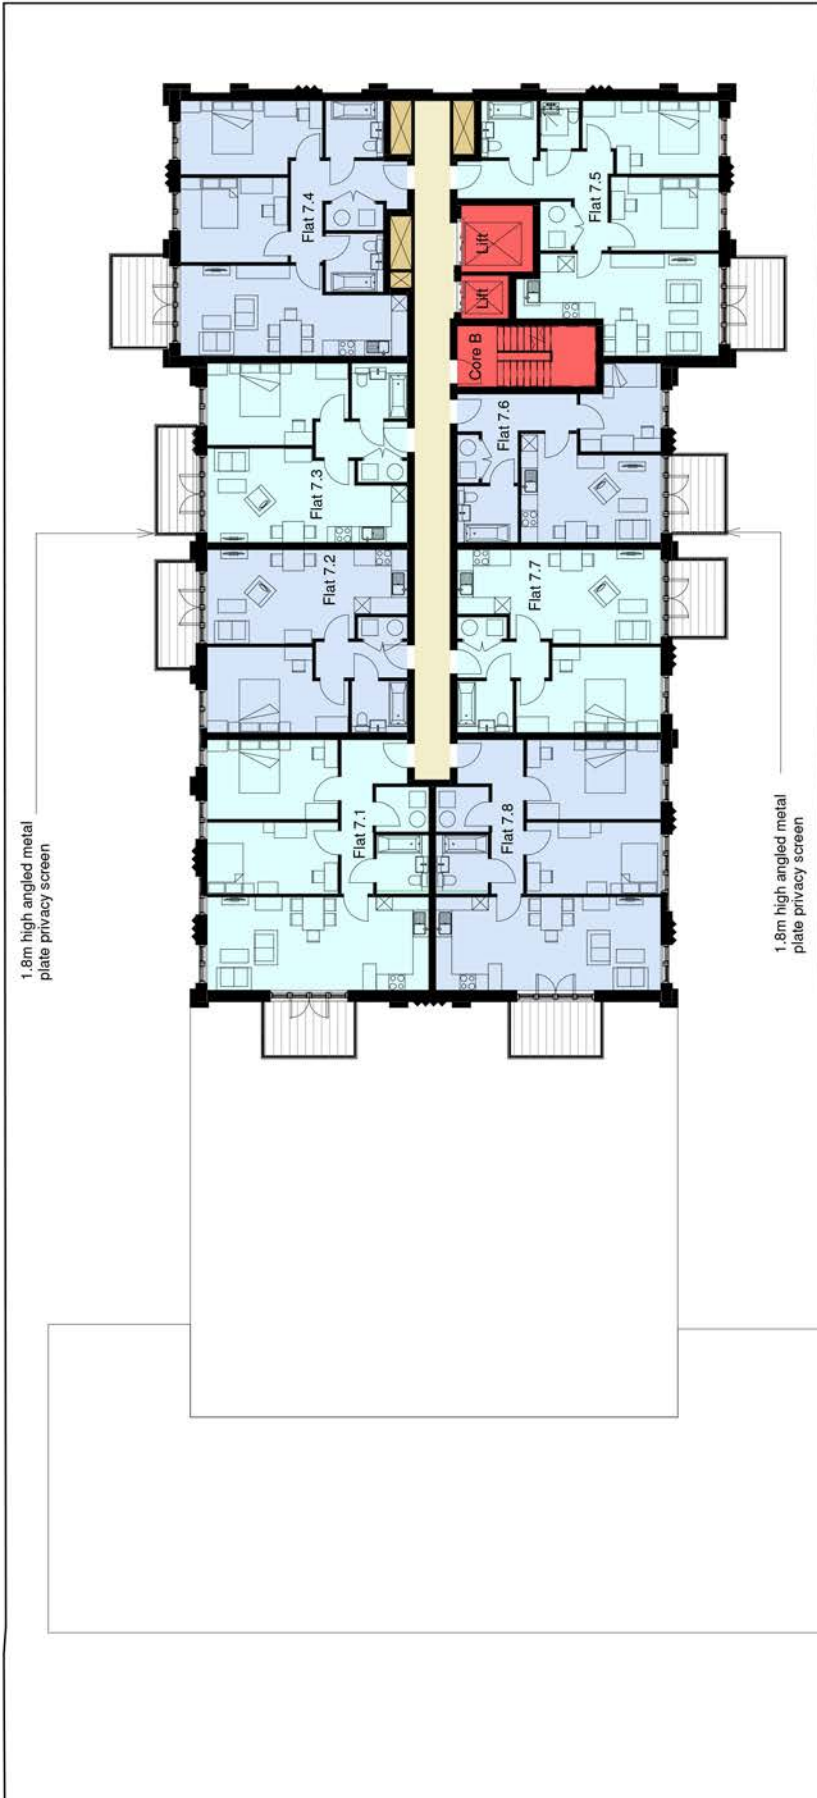 Flat 7.4
Flat 7.5
Lift
Lift
Core B
Flat 7.6
Flat 7.3
Flat 7.2
Flat 7.7
Flat 7.1
Flat 7.8
1.8m high angled metal
plate privacy screen
1.8m high angled metal
plate privacy screen